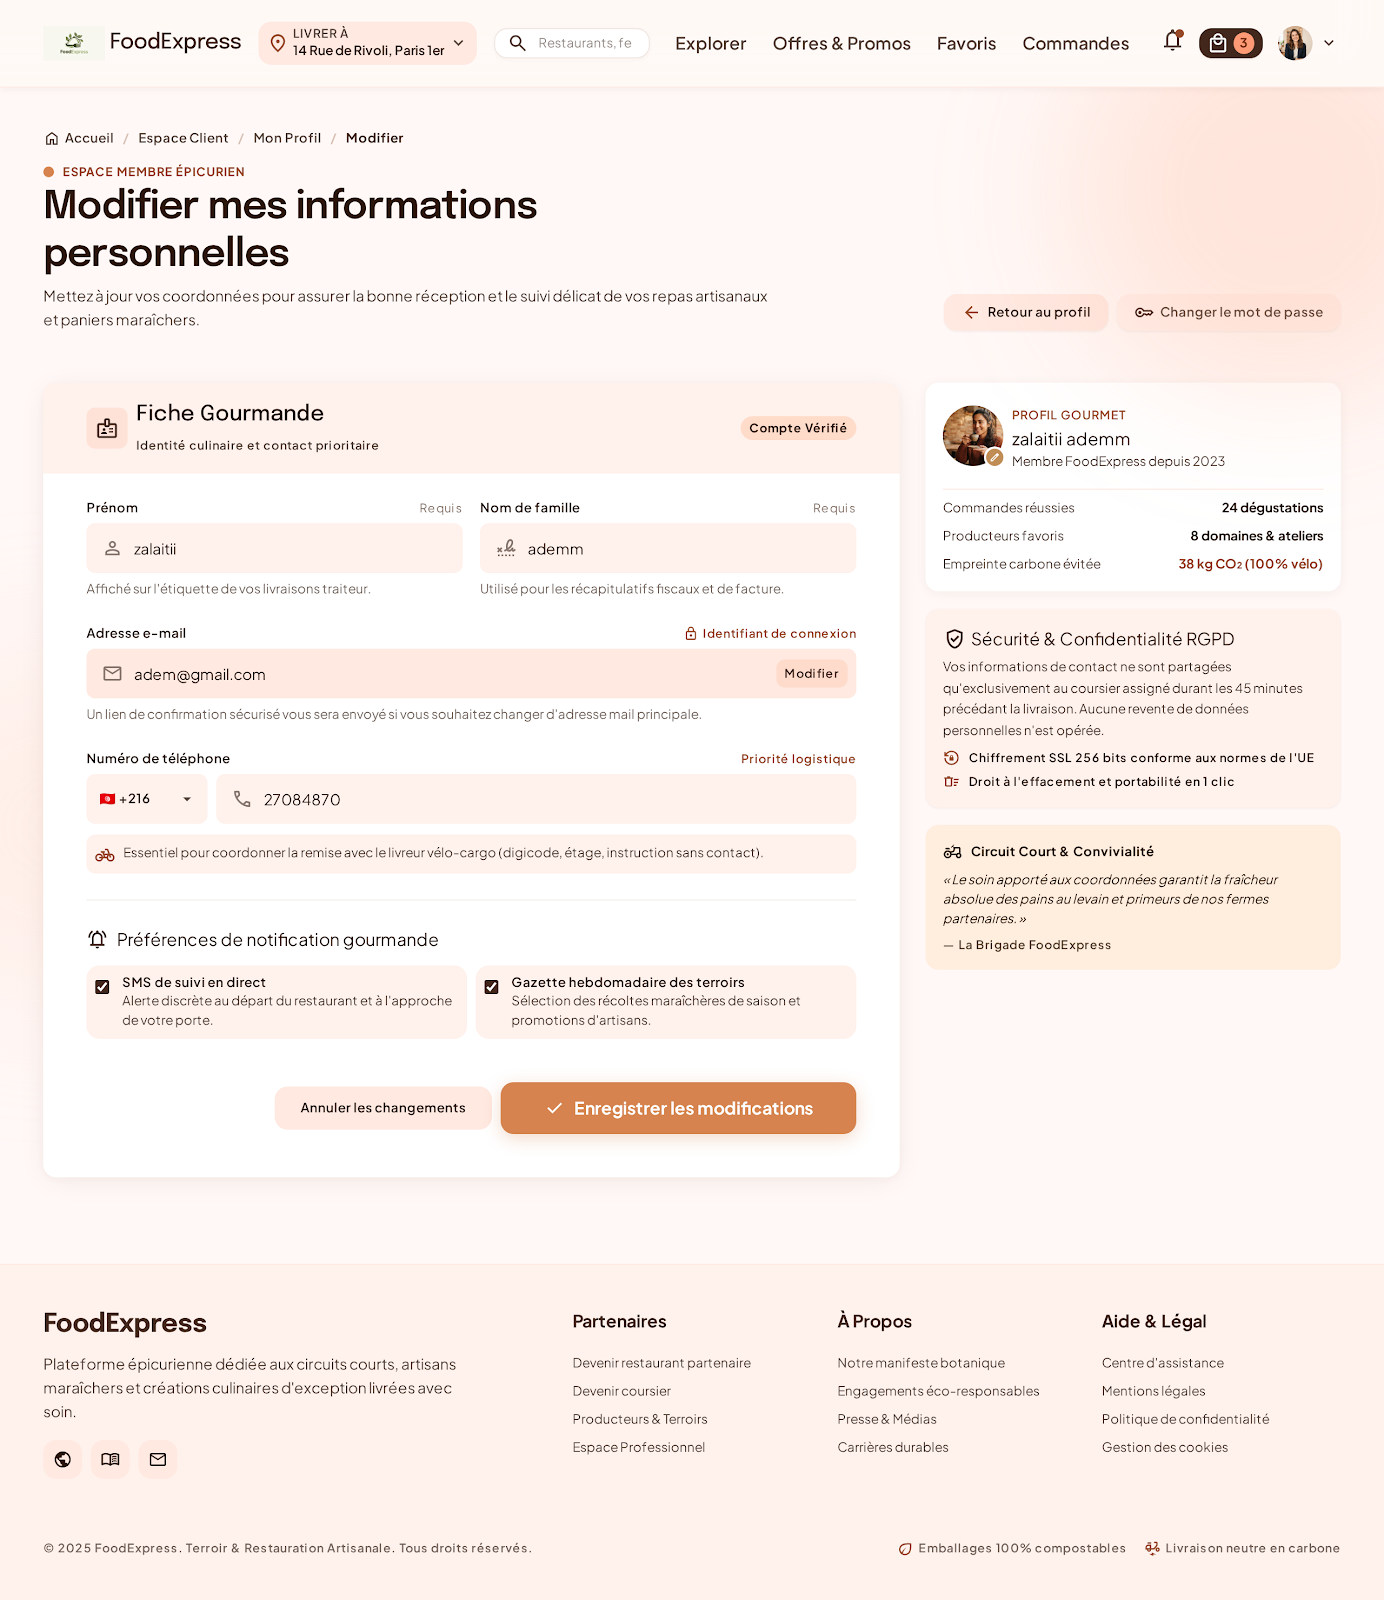 FoodExpress
FoodExpress
LIVRER À
14 Rue de Rivoli, Paris 1er
Restaurants, fe
Explorer
Offres & Promos
Favoris
Commandes
3
Accueil / Espace Client / Mon Profil / Modifier
ESPACE MEMBRE ÉPICURIEN
Modifier mes informations
personnelles
Mettez à jour vos coordonnées pour assurer la bonne réception et le suivi délicat de vos repas artisanaux
et paniers maraîchers.
Retour au profil
Changer le mot de passe
Fiche Gourmande
Identité culinaire et contact prioritaire
Compte Vérifié
Prénom
Requis
zalaitii
Affiché sur l'étiquette de vos livraisons traiteur.
Nom de famille
Requis
ademm
Utilisé pour les récapitulatifs fiscaux et de facture.
Adresse e-mail
Identifiant de connexion
adem@gmail.com
Modifier
Un lien de confirmation sécurisé vous sera envoyé si vous souhaitez changer d'adresse mail principale.
Numéro de téléphone
Priorité logistique
+216
27084870
Essentiel pour coordonner la remise avec le livreur vélo-cargo (digicode, étage, instruction sans contact).
Préférences de notification gourmande
SMS de suivi en direct
Alerte discrète au départ du restaurant et à l'approche
de votre porte.
Gazette hebdomadaire des terroirs
Sélection des récoltes maraîchères de saison et
promotions d'artisans.
Annuler les changements
Enregistrer les modifications
PROFIL GOURMET
zalaitii ademm
Membre FoodExpress depuis 2023
Commandes réussies
24 dégustations
Producteurs favoris
8 domaines & ateliers
Empreinte carbone évitée
38 kg CO₂ (100% vélo)
Sécurité & Confidentialité RGPD
Vos informations de contact ne sont partagées
qu'exclusivement au coursier assigné durant les 45 minutes
précédant la livraison. Aucune revente de données
personnelles n'est opérée.
Chiffrement SSL 256 bits conforme aux normes de l'UE
Droit à l'effacement et portabilité en 1 clic
Circuit Court & Convivialité
« Le soin apporté aux coordonnées garantit la fraîcheur
absolue des pains au levain et primeurs de nos fermes
partenaires. »
— La Brigade FoodExpress
FoodExpress
Plateforme épicurienne dédiée aux circuits courts, artisans
maraîchers et créations culinaires d'exception livrées avec
soin.
Partenaires
Devenir restaurant partenaire
Devenir coursier
Producteurs & Terroirs
Espace Professionnel
À Propos
Notre manifeste botanique
Engagements éco-responsables
Presse & Médias
Carrières durables
Aide & Légal
Centre d'assistance
Mentions légales
Politique de confidentialité
Gestion des cookies
© 2025 FoodExpress. Terroir & Restauration Artisanale. Tous droits réservés.
Emballages 100% compostables
Livraison neutre en carbone